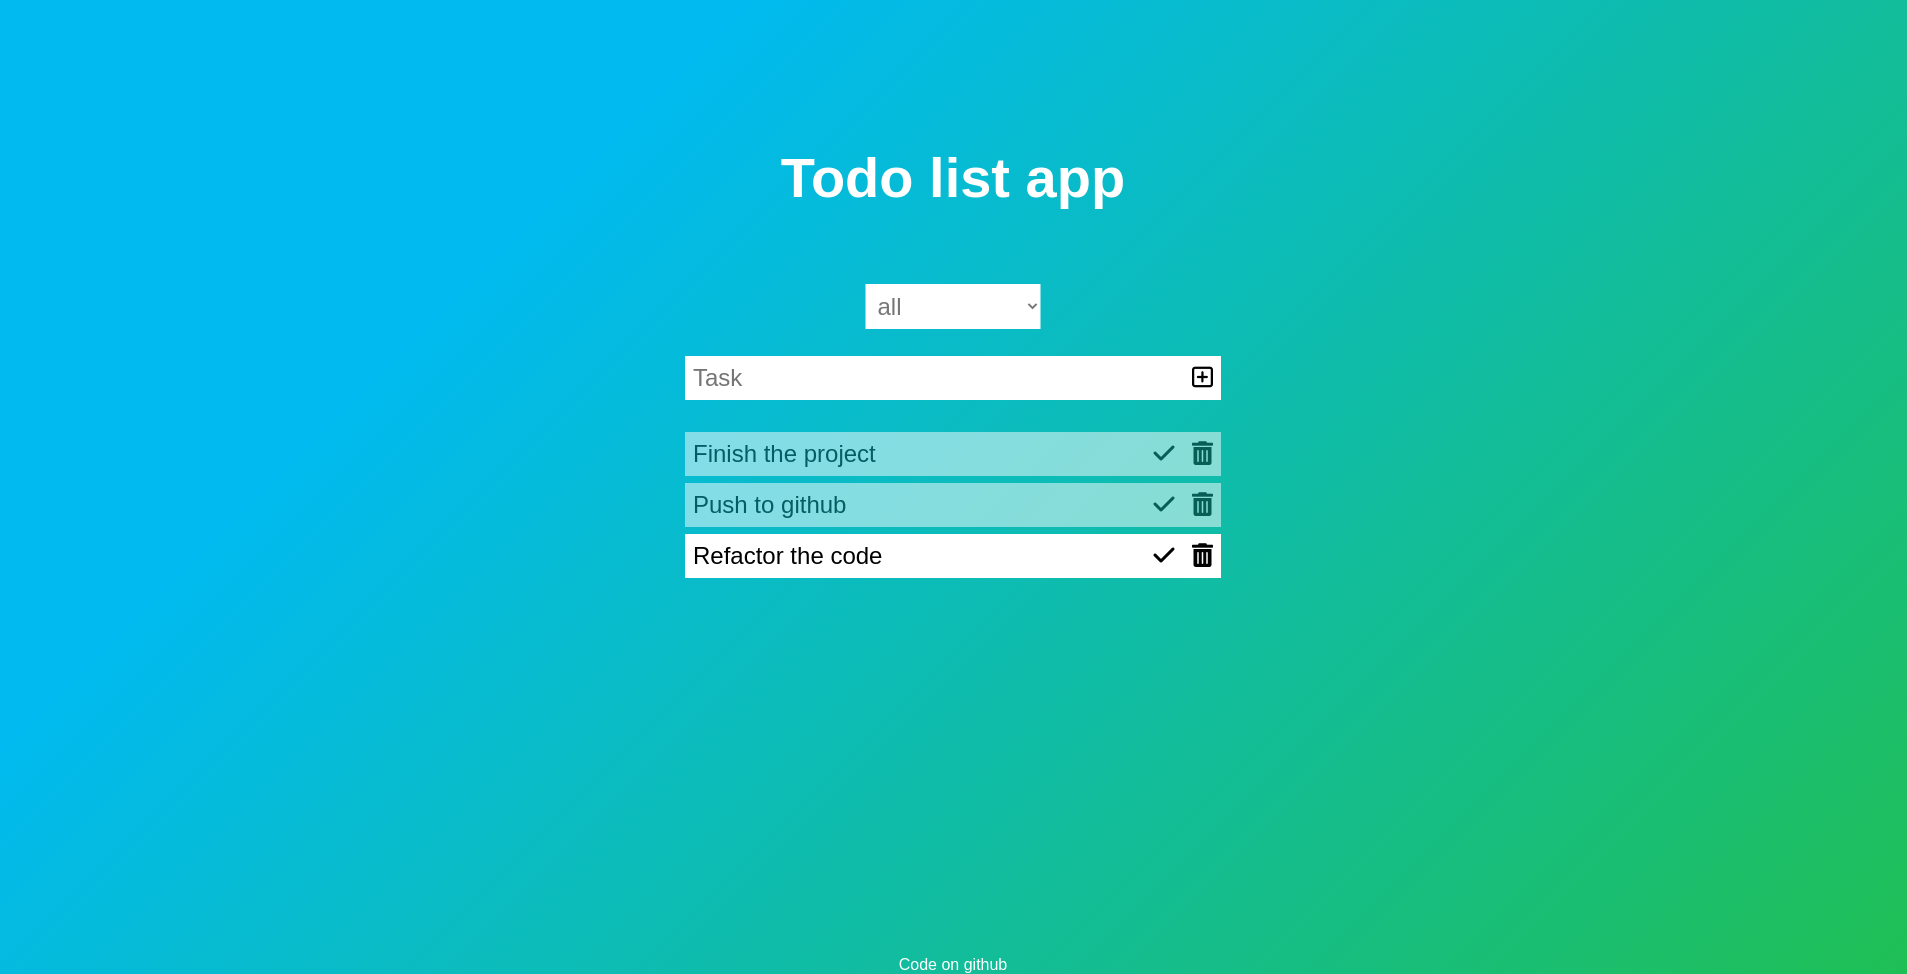 Todo list app
all
Task
Finish the project
Push to github
Refactor the code
Code on github